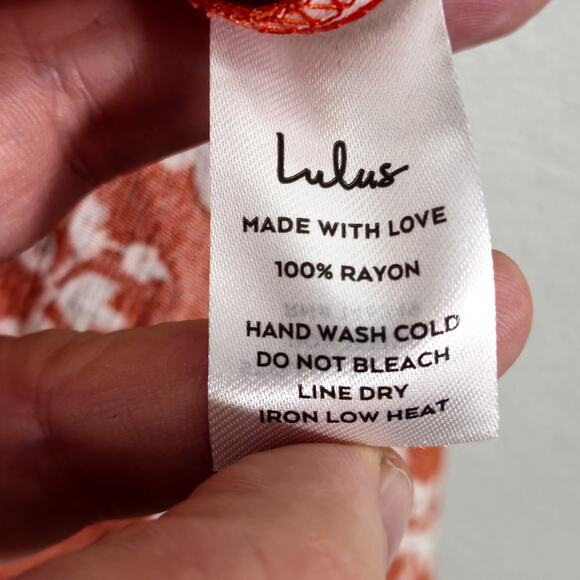 Lulus
MADE WITH LOVE
100% RAYON
HAND WASH COLD
DO NOT BLEACH
LINE DRY
IRON LOW HEAT